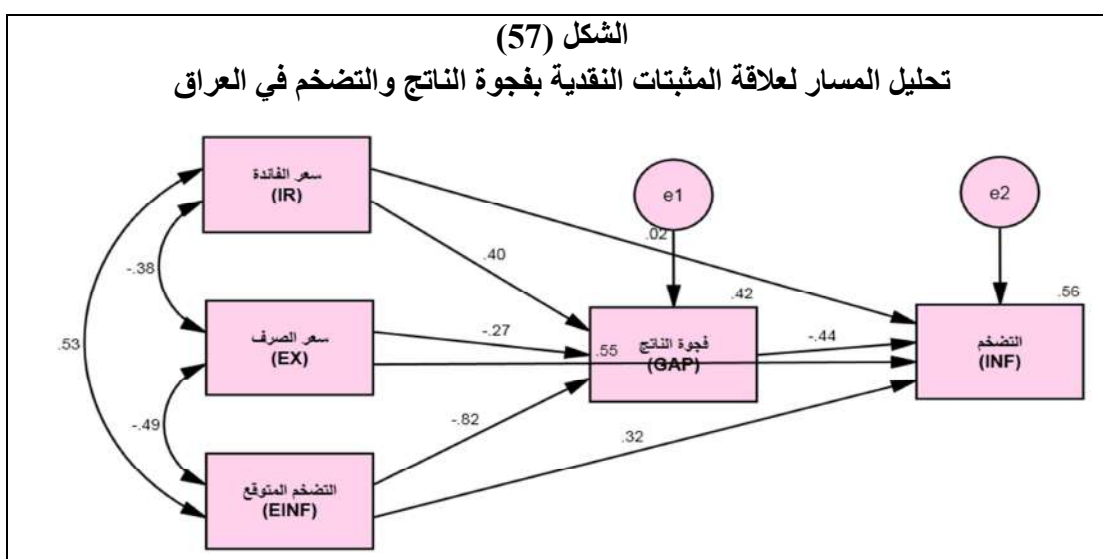 الشكل (57)
تحليل المسار لعلاقة المثبتات النقدية بفجوة الناتج والتضخم في العراق
سعر الفائدة
(IR)
e1
e2
.02
.40
-.38
.42
.56
.53
سعر الصرف
(EX)
-.27
.55
فجوة الناتج
(GAP)
-.44
التضخم
(INF)
-.49
-.82
.32
التضخم المتوقع
(EINF)